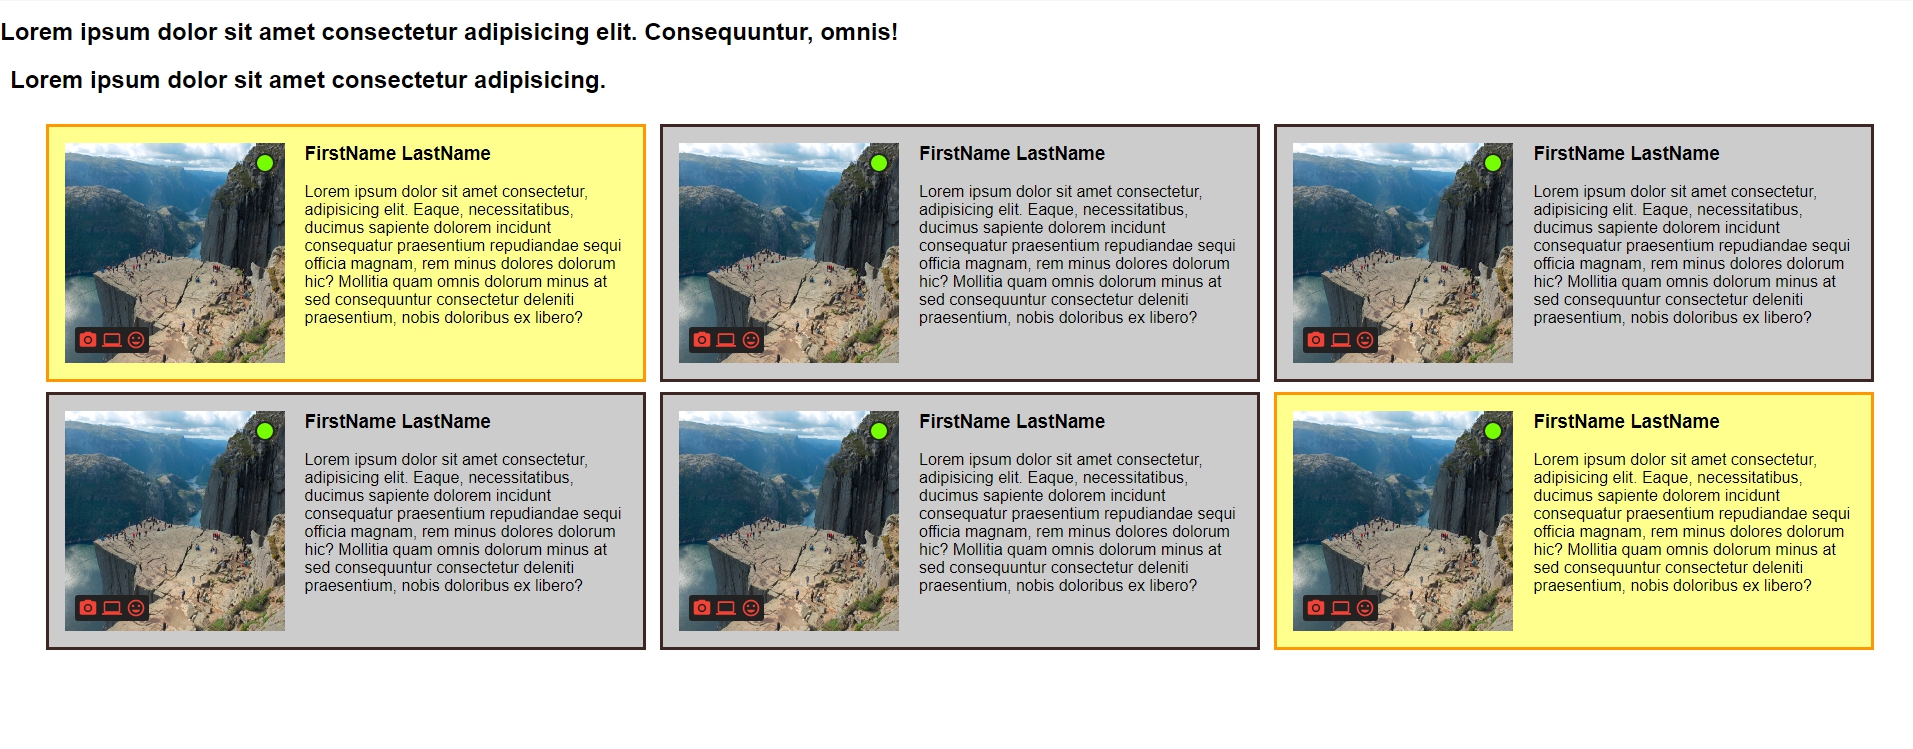 Lorem ipsum dolor sit amet consectetur adipisicing elit. Consequuntur, omnis!
Lorem ipsum dolor sit amet consectetur adipisicing.
FirstName LastName
Lorem ipsum dolor sit amet consectetur,
adipisicing elit. Eaque, necessitatibus,
ducimus sapiente dolorem incidunt
consequatur praesentium repudiandae sequi
officia magnam, rem minus dolores dolorum
hic? Mollitia quam omnis dolorum minus at
sed consequuntur consectetur deleniti
praesentium, nobis doloribus ex libero?
FirstName LastName
Lorem ipsum dolor sit amet consectetur,
adipisicing elit. Eaque, necessitatibus,
ducimus sapiente dolorem incidunt
consequatur praesentium repudiandae sequi
officia magnam, rem minus dolores dolorum
hic? Mollitia quam omnis dolorum minus at
sed consequuntur consectetur deleniti
praesentium, nobis doloribus ex libero?
FirstName LastName
Lorem ipsum dolor sit amet consectetur,
adipisicing elit. Eaque, necessitatibus,
ducimus sapiente dolorem incidunt
consequatur praesentium repudiandae sequi
officia magnam, rem minus dolores dolorum
hic? Mollitia quam omnis dolorum minus at
sed consequuntur consectetur deleniti
praesentium, nobis doloribus ex libero?
FirstName LastName
Lorem ipsum dolor sit amet consectetur,
adipisicing elit. Eaque, necessitatibus,
ducimus sapiente dolorem incidunt
consequatur praesentium repudiandae sequi
officia magnam, rem minus dolores dolorum
hic? Mollitia quam omnis dolorum minus at
sed consequuntur consectetur deleniti
praesentium, nobis doloribus ex libero?
FirstName LastName
Lorem ipsum dolor sit amet consectetur,
adipisicing elit. Eaque, necessitatibus,
ducimus sapiente dolorem incidunt
consequatur praesentium repudiandae sequi
officia magnam, rem minus dolores dolorum
hic? Mollitia quam omnis dolorum minus at
sed consequuntur consectetur deleniti
praesentium, nobis doloribus ex libero?
FirstName LastName
Lorem ipsum dolor sit amet consectetur,
adipisicing elit. Eaque, necessitatibus,
ducimus sapiente dolorem incidunt
consequatur praesentium repudiandae sequi
officia magnam, rem minus dolores dolorum
hic? Mollitia quam omnis dolorum minus at
sed consequuntur consectetur deleniti
praesentium, nobis doloribus ex libero?